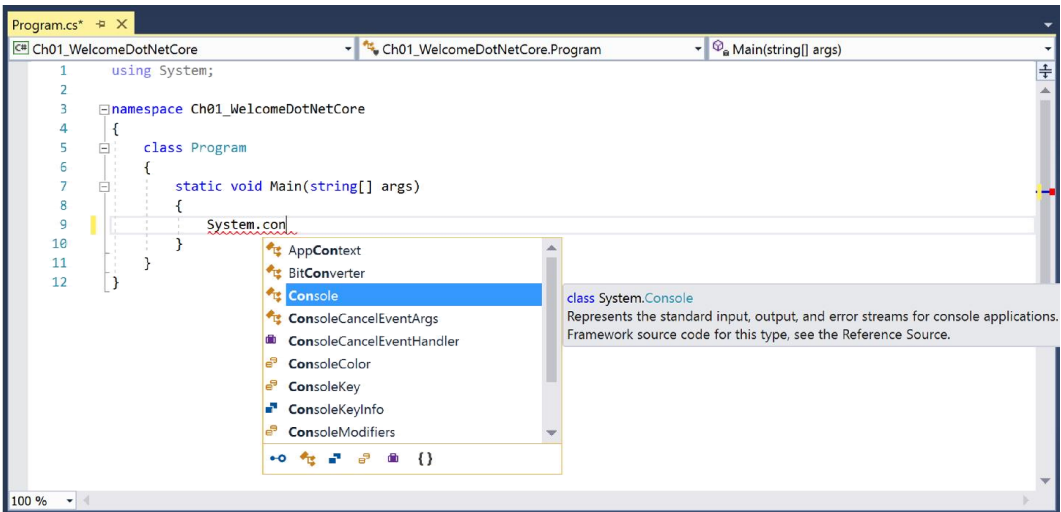 Program.cs*
C# Ch01_WelcomeDotNetCore Ch01_WelcomeDotNetCore.Program Main(string[] args)
1 using System;
2
3 namespace Ch01_WelcomeDotNetCore
4 {
5 class Program
6 {
7 static void Main(string[] args)
8 {
9 System.con
10 }
11 }
12 }
AppContext
BitConverter
Console
ConsoleCancelEventArgs
ConsoleCancelEventHandler
ConsoleColor
ConsoleKey
ConsoleKeyInfo
ConsoleModifiers
{}
class System.Console
Represents the standard input, output, and error streams for console applications.
Framework source code for this type, see the Reference Source.
100 %